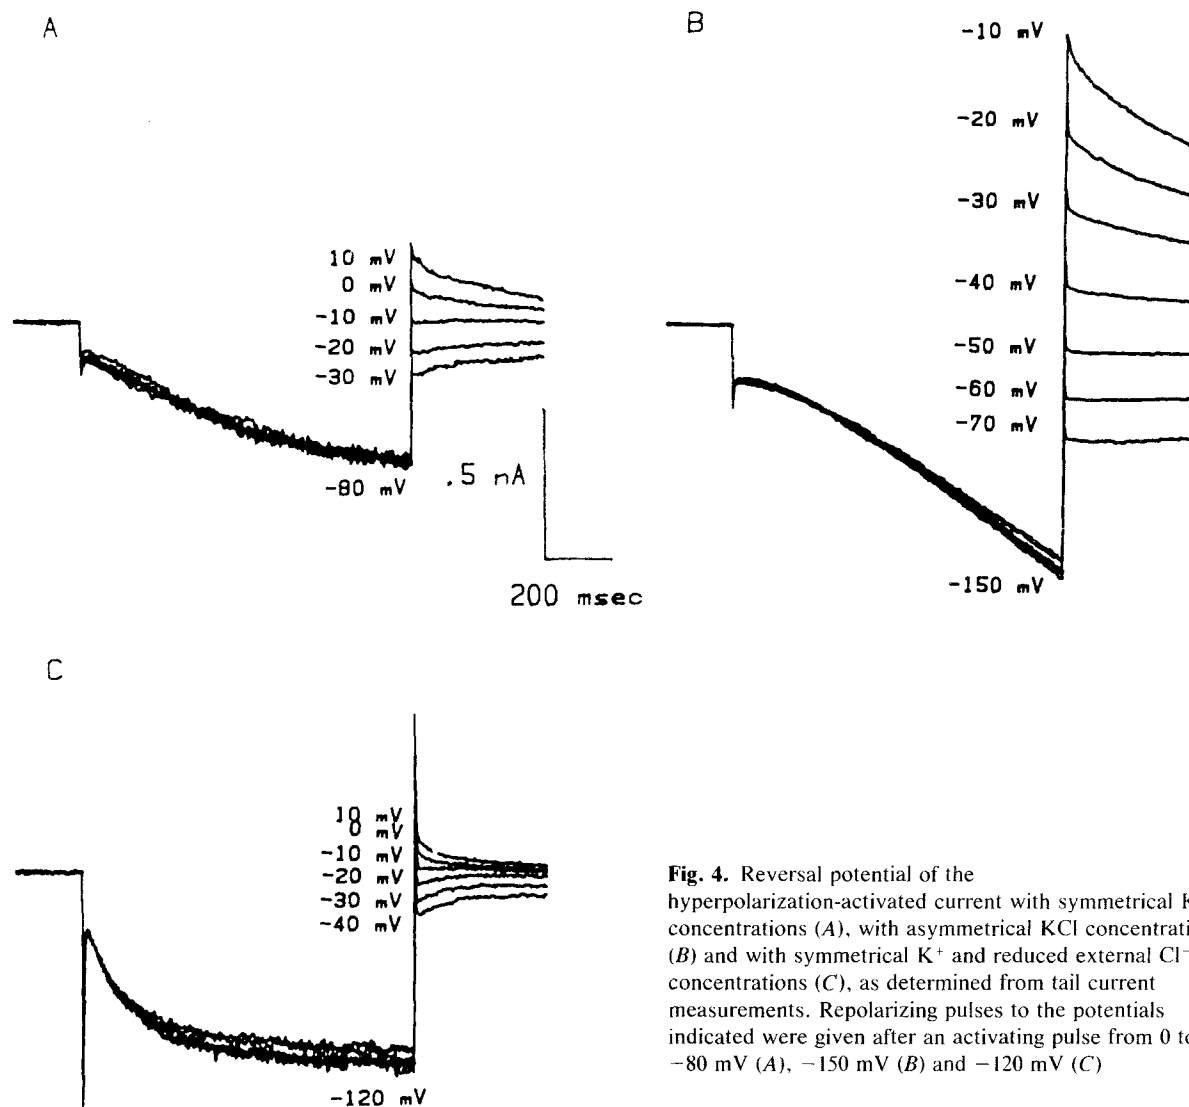 A
10 mV
0 mV
-10 mV
-20 mV
-30 mV
-80 mV
.5 nA
200 msec
B
-10 mV
-20 mV
-30 mV
-40 mV
-50 mV
-60 mV
-70 mV
-150 mV
C
10 mV
0 mV
-10 mV
-20 mV
-30 mV
-40 mV
-120 mV
Fig. 4. Reversal potential of the
hyperpolarization-activated current with symmetrical K
concentrations (A), with asymmetrical KCl concentrati
(B) and with symmetrical K⁺ and reduced external Cl⁻
concentrations (C), as determined from tail current
measurements. Repolarizing pulses to the potentials
indicated were given after an activating pulse from 0 to
−80 mV (A), −150 mV (B) and −120 mV (C)